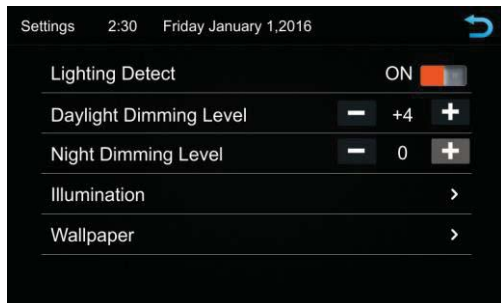 Settings 2:30 Friday January 1,2016
Lighting Detect ON
Daylight Dimming Level − +4 +
Night Dimming Level − 0 +
Illumination >
Wallpaper >